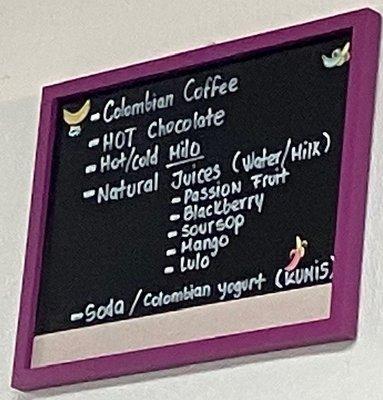 - Colombian Coffee
- HOT Chocolate
- Hot/Cold Milo
- Natural Juices (Water/Milk)
- Passion Fruit
- Blackberry
- Soursop
- Mango
- Lulo
- Soda / Colombian yogurt (KUMIS)